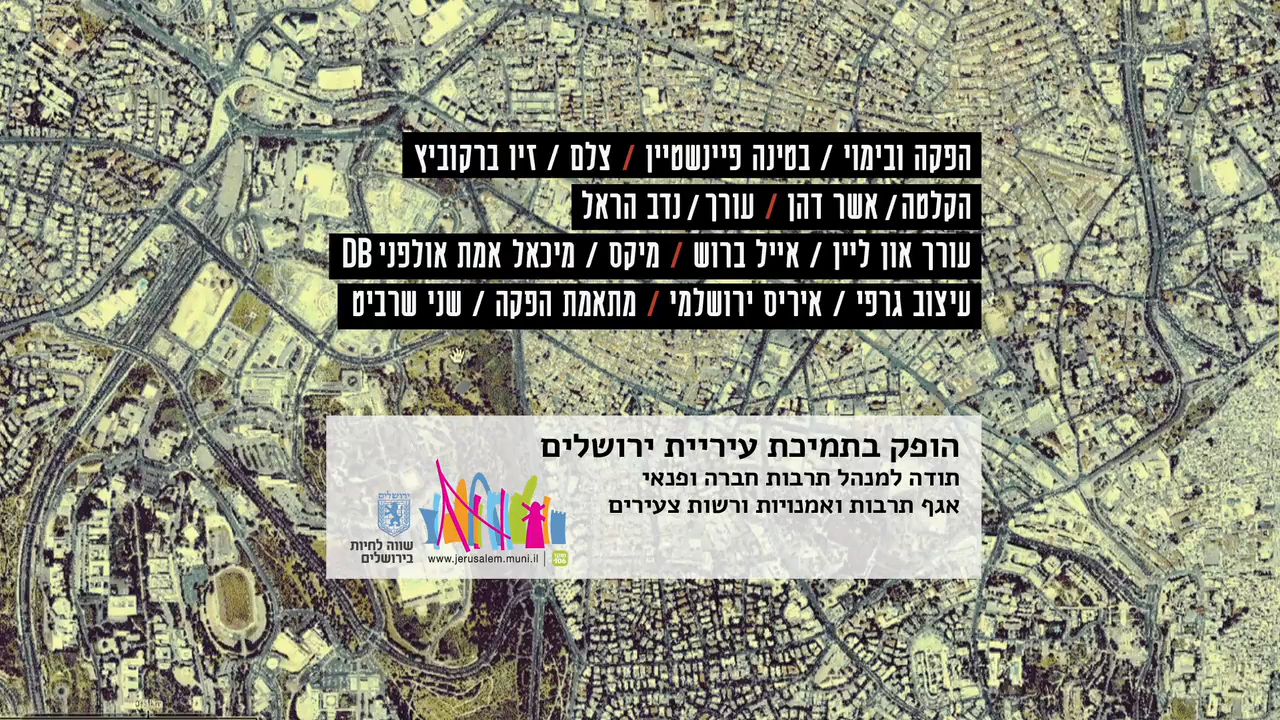 הפקה ובימוי / בטינה פיינשטיין / צלם / זיו ברקוביץ
הקלטה / אשר דהן / עורך / נדב הראל
עורך און ליין / אייל ברוש / מיקס / מיכאל אמת אולפני DB
עיצוב גרפי / איריס ירושלמי / מתאמת הפקה / שני שרביט
הופק בתמיכת עיריית ירושלים
תודה למנהל תרבות חברה ופנאי
אגף תרבות ואמנויות ורשות צעירים
ירושלים
שווה לחיות
בירושלים
www.jerusalem.muni.il
מוקד
106